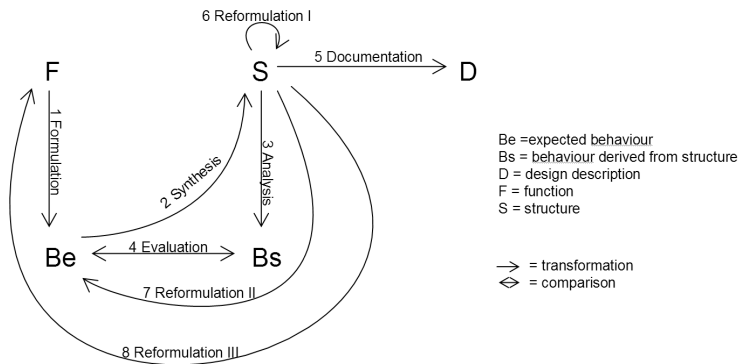 6 Reformulation I
5 Documentation
F
S
D
1 Formulation
3 Analysis
2 Synthesis
Be =expected behaviour
Bs = behaviour derived from structure
D = design description
F = function
S = structure
Be
4 Evaluation
Bs
= transformation
= comparison
7 Reformulation II
8 Reformulation III